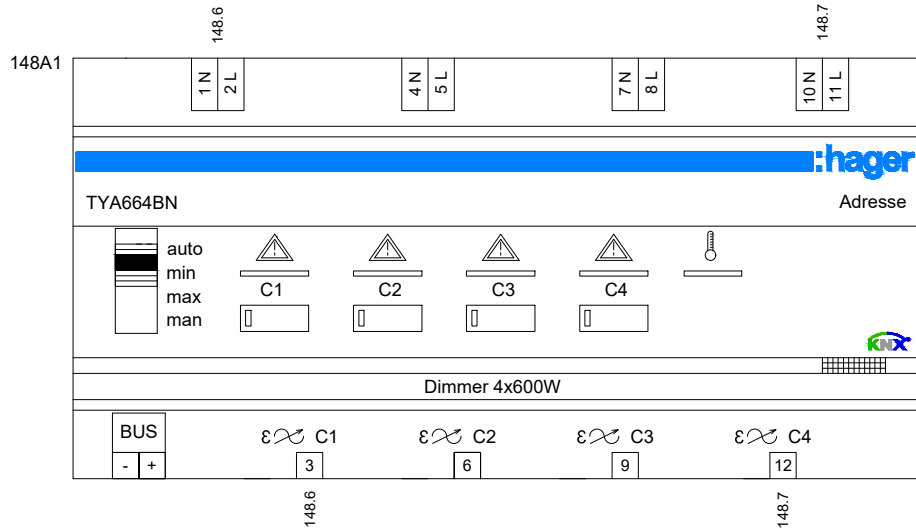 148.6
148.7
148A1
1 N
2 L
4 N
5 L
7 N
8 L
10 N
11 L
:hager
TYA664BN
Adresse
auto
min
max
man
C1
C2
C3
C4
KNX
Dimmer 4x600W
BUS
- +
ε C1
ε C2
ε C3
ε C4
3
6
9
12
148.6
148.7